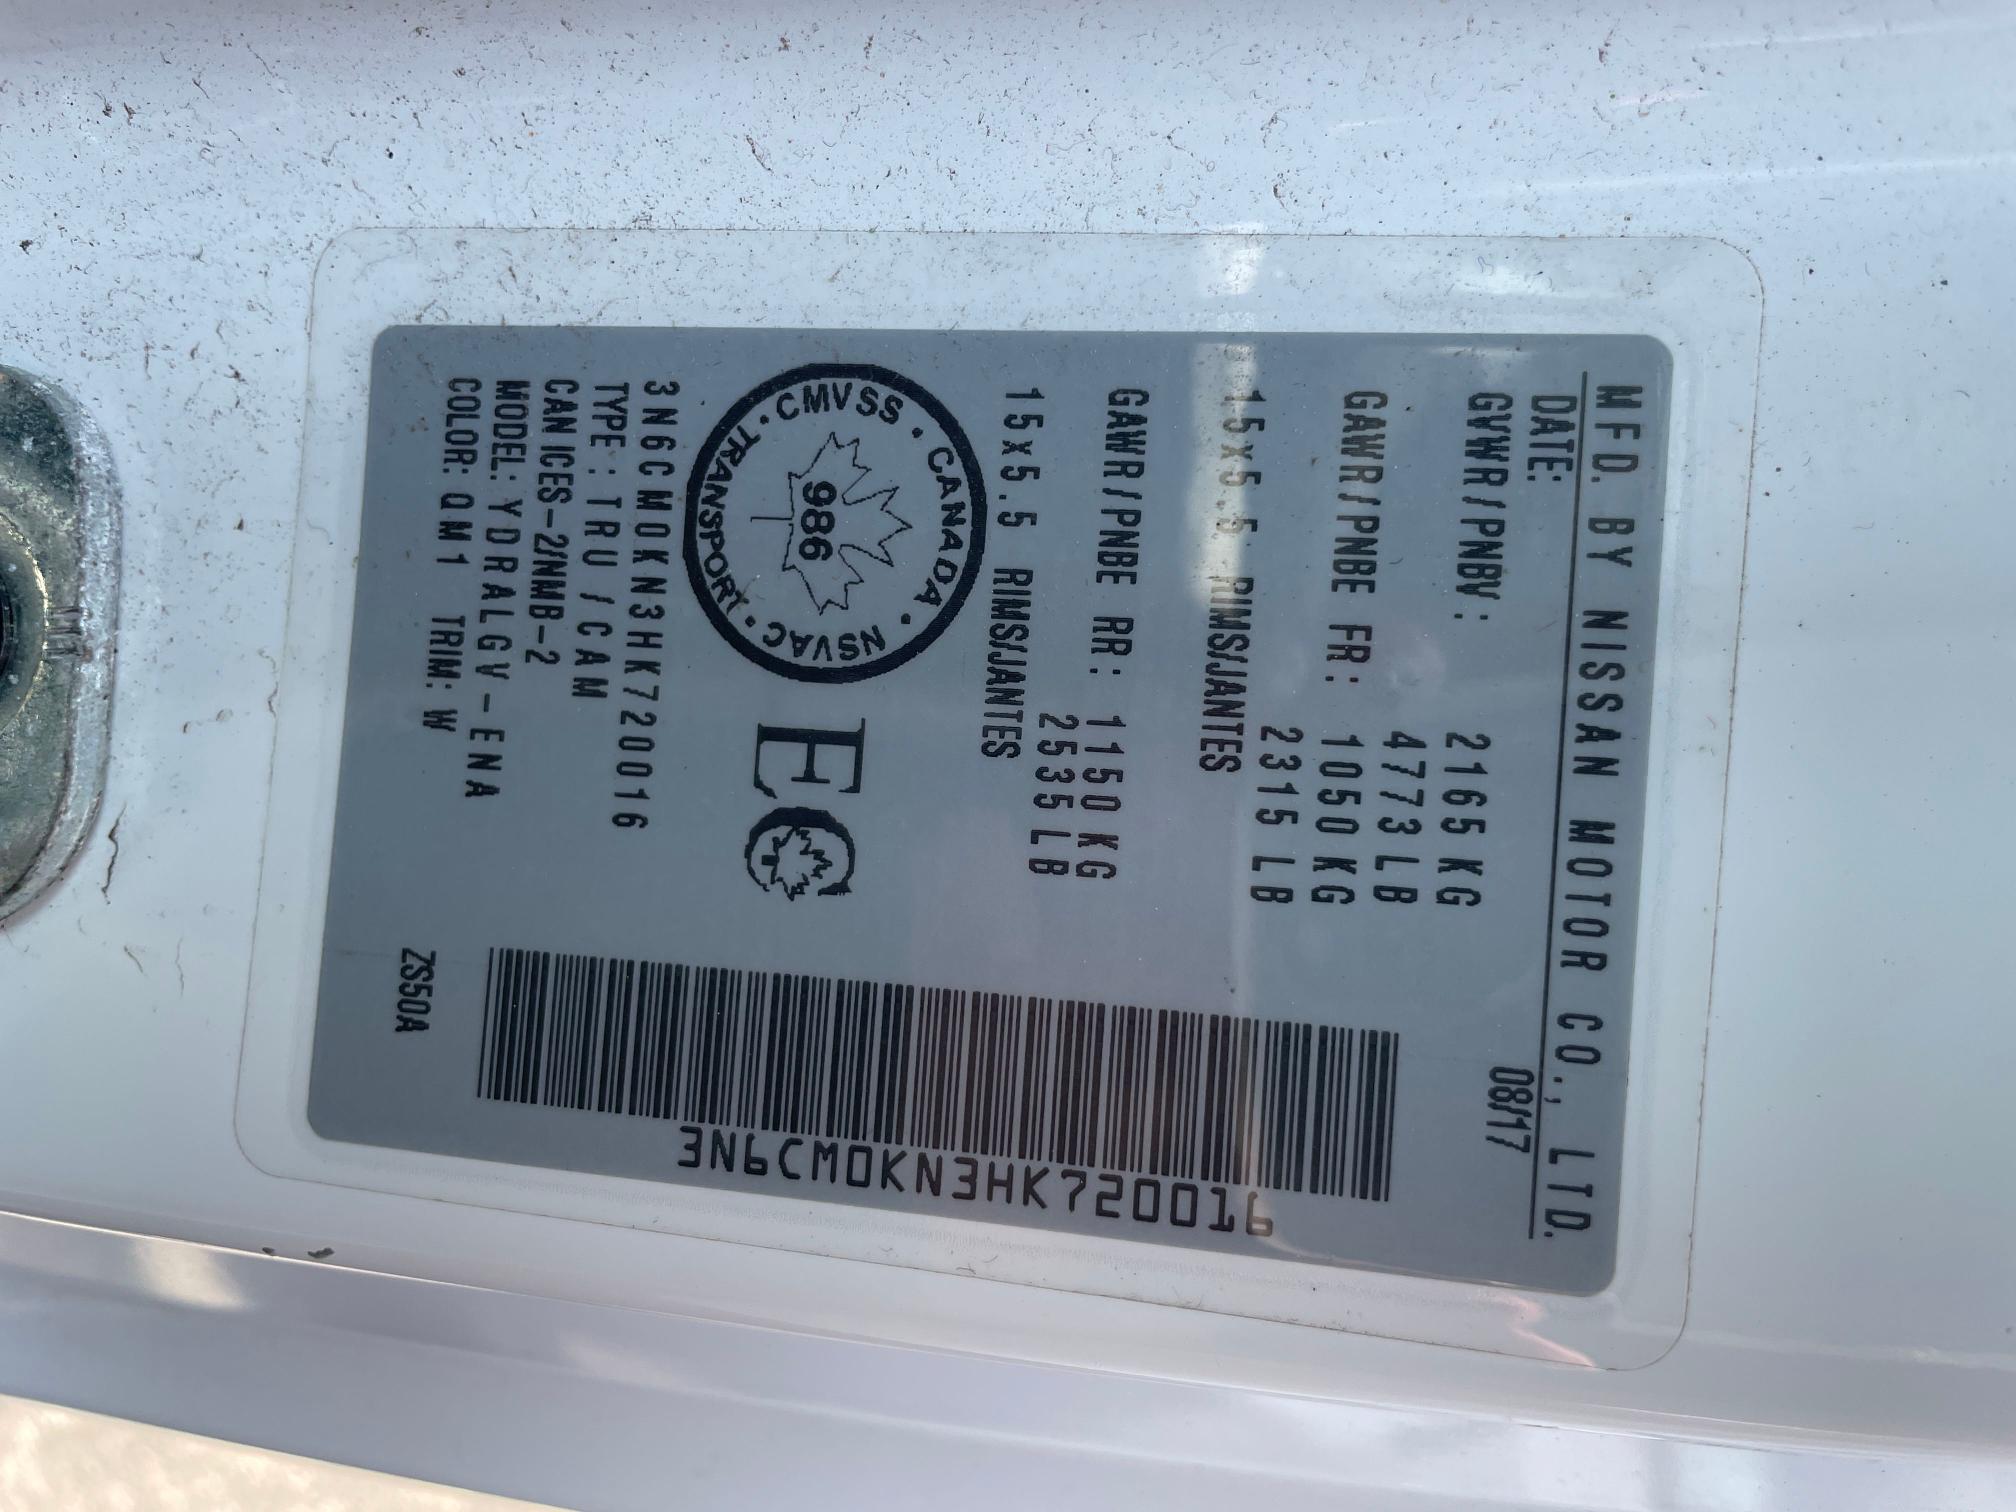 MFD. BY NISSAN MOTOR CO., LTD.
DATE: 08/17
GVWR/PNBV: 2165 KG
4773 LB
GAWR/PNBE FR: 1050 KG
2315 LB
15x5.5 RIMS/JANTES
GAWR/PNBE RR: 1150 KG
2535 LB
15x5.5 RIMS/JANTES
CMVSS · CANADA · NSVAC · TRANSPORT ·
986
EC
3N6CM0KN3HK720016
TYPE: TRU/CAM
CAN ICES-2/NMB-2
MODEL: YDRALGV-ENA
COLOR: QM1 TRIM: W
3N6CM0KN3HK720016
ZS50A